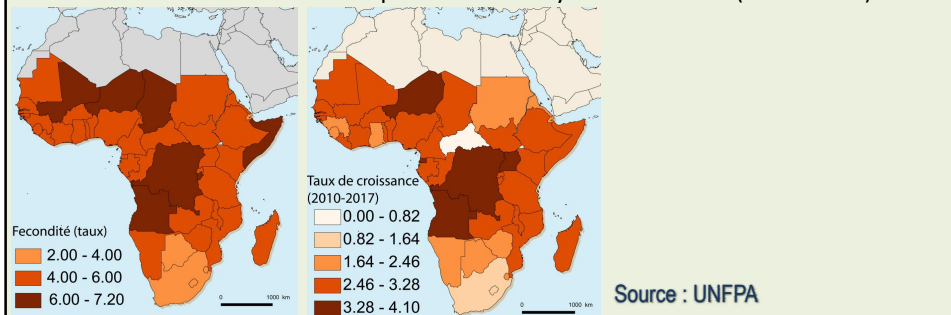 Fecondité (taux)
2.00 - 4.00
4.00 - 6.00
6.00 - 7.20
0 1000 km
Taux de croissance
(2010-2017)
0.00 - 0.82
0.82 - 1.64
1.64 - 2.46
2.46 - 3.28
3.28 - 4.10
0 1000 km
Source : UNFPA